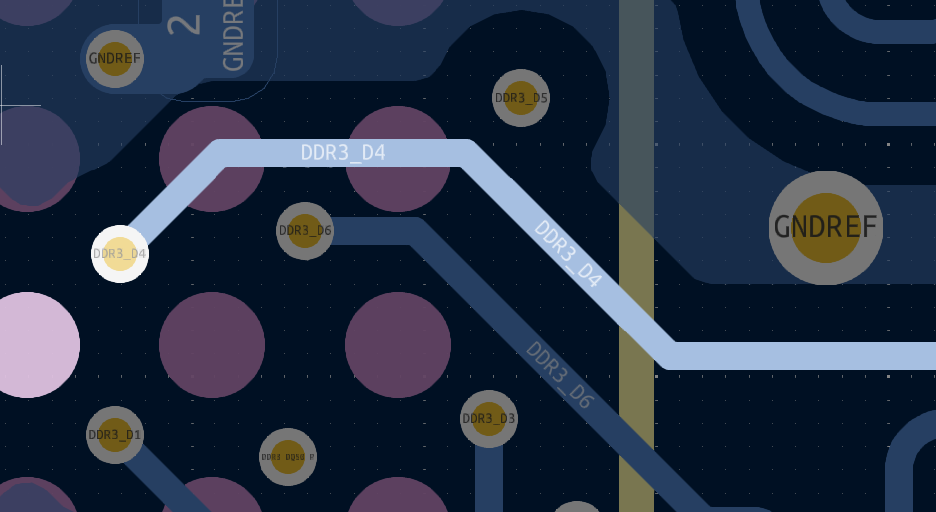 2
GNDREF
GNDREF
DDR3_D5
DDR3_D4
DDR3_D6
DDR3_D4
DDR3_D4
GNDREF
DDR3_D6
DDR3_D3
DDR3_D1